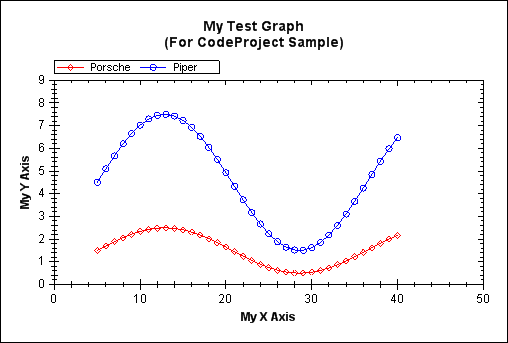 My Test Graph
(For CodeProject Sample)
Porsche Piper
9
8
7
6
5
4
3
2
1
0
My Y Axis
0 10 20 30 40 50
My X Axis